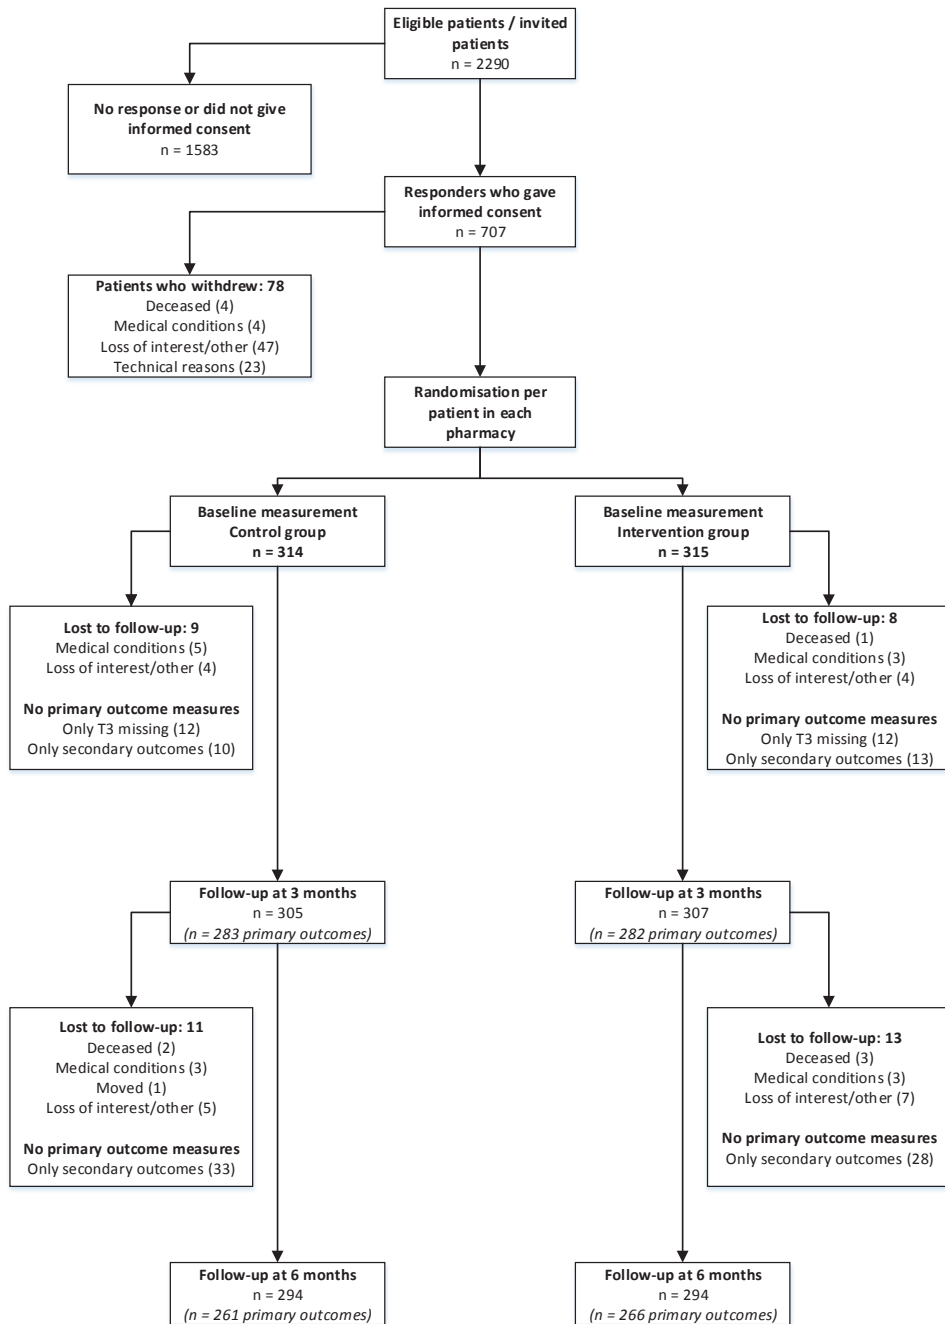 Eligible patients / invited
patients
n = 2290
No response or did not give
informed consent
n = 1583
Responders who gave
informed consent
n = 707
Patients who withdrew: 78
Deceased (4)
Medical conditions (4)
Loss of interest/other (47)
Technical reasons (23)
Randomisation per
patient in each
pharmacy
Baseline measurement
Control group
n = 314
Baseline measurement
Intervention group
n = 315
Lost to follow-up: 9
Medical conditions (5)
Loss of interest/other (4)
No primary outcome measures
Only T3 missing (12)
Only secondary outcomes (10)
Lost to follow-up: 8
Deceased (1)
Medical conditions (3)
Loss of interest/other (4)
No primary outcome measures
Only T3 missing (12)
Only secondary outcomes (13)
Follow-up at 3 months
n = 305
(n = 283 primary outcomes)
Follow-up at 3 months
n = 307
(n = 282 primary outcomes)
Lost to follow-up: 11
Deceased (2)
Medical conditions (3)
Moved (1)
Loss of interest/other (5)
No primary outcome measures
Only secondary outcomes (33)
Lost to follow-up: 13
Deceased (3)
Medical conditions (3)
Loss of interest/other (7)
No primary outcome measures
Only secondary outcomes (28)
Follow-up at 6 months
n = 294
(n = 261 primary outcomes)
Follow-up at 6 months
n = 294
(n = 266 primary outcomes)